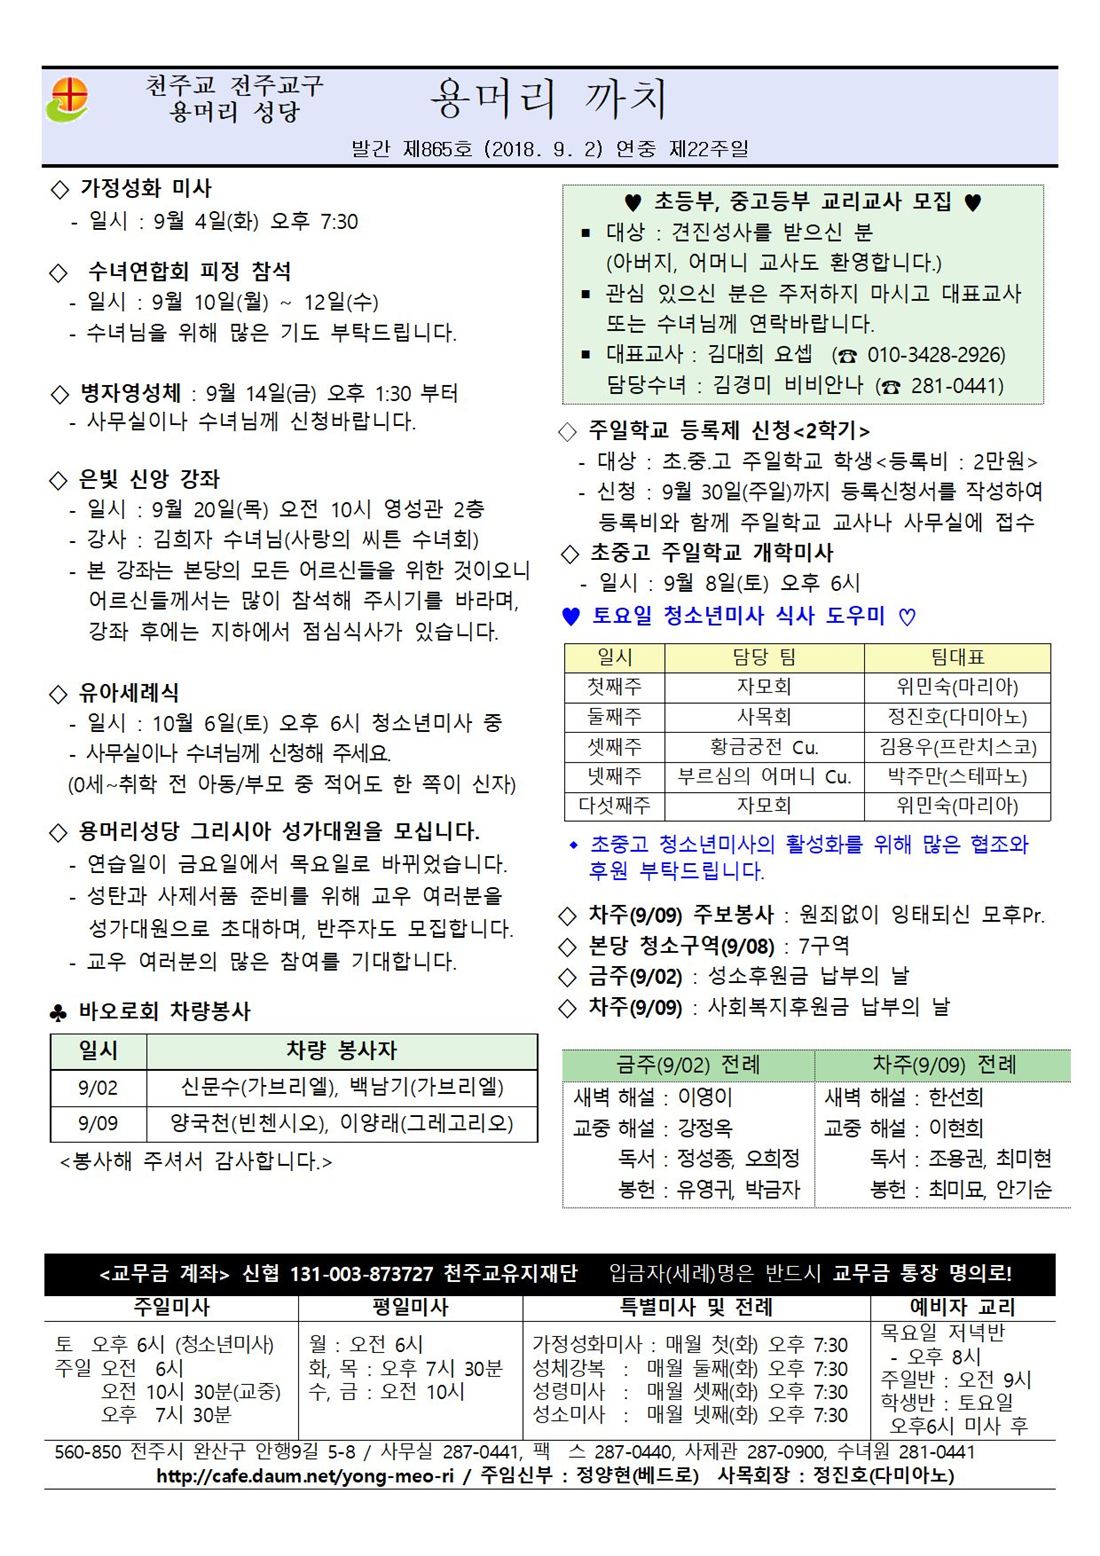 천주교 전주교구
용머리 성당
용머리 까치
발간 제865호 (2018. 9. 2) 연중 제22주일
◇ 가정성화 미사
- 일시 : 9월 4일(화) 오후 7:30
◇ 수녀연합회 피정 참석
- 일시 : 9월 10일(월) ~ 12일(수)
- 수녀님을 위해 많은 기도 부탁드립니다.
◇ 병자영성체 : 9월 14일(금) 오후 1:30 부터
- 사무실이나 수녀님께 신청바랍니다.
◇ 은빛 신앙 강좌
- 일시 : 9월 20일(목) 오전 10시 영성관 2층
- 강사 : 김희자 수녀님(사랑의 씨튼 수녀회)
- 본 강좌는 본당의 모든 어르신들을 위한 것이오니
어르신들께서는 많이 참석해 주시기를 바라며,
강좌 후에는 지하에서 점심식사가 있습니다.
◇ 유아세례식
- 일시 : 10월 6일(토) 오후 6시 청소년미사 중
- 사무실이나 수녀님께 신청해 주세요.
(0세~취학 전 아동/부모 중 적어도 한 쪽이 신자)
◇ 용머리성당 그리시아 성가대원을 모십니다.
- 연습일이 금요일에서 목요일로 바뀌었습니다.
- 성탄과 사제서품 준비를 위해 교우 여러분을
성가대원으로 초대하며, 반주자도 모집합니다.
- 교우 여러분의 많은 참여를 기대합니다.
♣ 바오로회 차량봉사
일시 차량 봉사자
9/02 신문수(가브리엘), 백남기(가브리엘)
9/09 양국천(빈첸시오), 이양래(그레고리오)
<봉사해 주셔서 감사합니다.>
♥ 초등부, 중고등부 교리교사 모집 ♥
▪ 대상 : 견진성사를 받으신 분
(아버지, 어머니 교사도 환영합니다.)
▪ 관심 있으신 분은 주저하지 마시고 대표교사
또는 수녀님께 연락바랍니다.
▪ 대표교사 : 김대희 요셉 (☎ 010-3428-2926)
담당수녀 : 김경미 비비안나 (☎ 281-0441)
◇ 주일학교 등록제 신청<2학기>
- 대상 : 초.중.고 주일학교 학생<등록비 : 2만원>
- 신청 : 9월 30일(주일)까지 등록신청서를 작성하여
등록비와 함께 주일학교 교사나 사무실에 접수
◇ 초중고 주일학교 개학미사
- 일시 : 9월 8일(토) 오후 6시
♥ 토요일 청소년미사 식사 도우미 ♡
일시 담당 팀 팀대표
첫째주 자모회 위민숙(마리아)
둘째주 사목회 정진호(다미아노)
셋째주 황금궁전 Cu. 김용우(프란치스코)
넷째주 부르심의 어머니 Cu. 박주만(스테파노)
다섯째주 자모회 위민숙(마리아)
◆ 초중고 청소년미사의 활성화를 위해 많은 협조와
후원 부탁드립니다.
◇ 차주(9/09) 주보봉사 : 원죄없이 잉태되신 모후Pr.
◇ 본당 청소구역(9/08) : 7구역
◇ 금주(9/02) : 성소후원금 납부의 날
◇ 차주(9/09) : 사회복지후원금 납부의 날
금주(9/02) 전례 차주(9/09) 전례
새벽 해설 : 이영이 새벽 해설 : 한선희
교중 해설 : 강정옥 교중 해설 : 이현희
독서 : 정성종, 오희정 독서 : 조용권, 최미현
봉헌 : 유영귀, 박금자 봉헌 : 최미묘, 안기순
<교무금 계좌> 신협 131-003-873727 천주교유지재단 입금자(세례)명은 반드시 교무금 통장 명의로!
주일미사 평일미사 특별미사 및 전례 예비자 교리
토 오후 6시 (청소년미사)
주일 오전 6시
오전 10시 30분(교중)
오후 7시 30분
월 : 오전 6시
화, 목 : 오후 7시 30분
수, 금 : 오전 10시
가정성화미사 : 매월 첫(화) 오후 7:30
성체강복 : 매월 둘째(화) 오후 7:30
성령미사 : 매월 셋째(화) 오후 7:30
성소미사 : 매월 넷째(화) 오후 7:30
목요일 저녁반
- 오후 8시
주일반 : 오전 9시
학생반 : 토요일
오후6시 미사 후
560-850 전주시 완산구 안행9길 5-8 / 사무실 287-0441, 팩 스 287-0440, 사제관 287-0900, 수녀원 281-0441
http://cafe.daum.net/yong-meo-ri / 주임신부 : 정양현(베드로) 사목회장 : 정진호(다미아노)